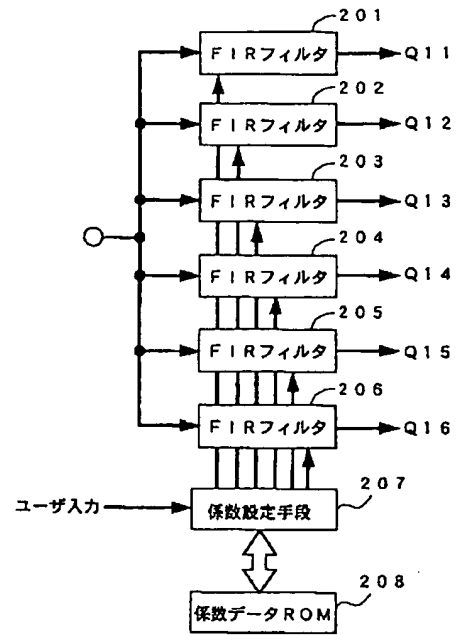 201
FIRフィルタ Q11
202
FIRフィルタ Q12
203
FIRフィルタ Q13
204
FIRフィルタ Q14
205
FIRフィルタ Q15
206
FIRフィルタ Q16
207
ユーザ入力 係数設定手段
208
係数データROM